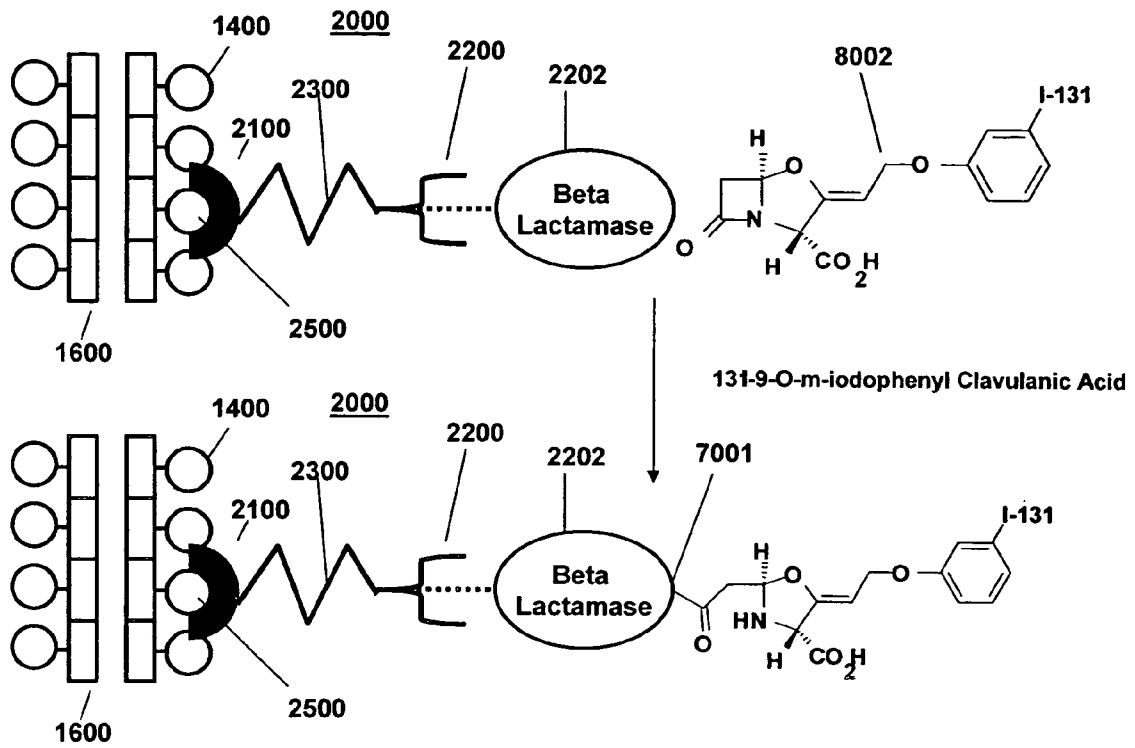 1400
2000
2200
2202
8002
2300
2100
I-131
H
O
O
Beta
Lactamase
N
O
H
CO2H
2500
1600
131-9-O-m-iodophenyl Clavulanic Acid
1400
2000
2200
2202
7001
2300
2100
I-131
H
O
O
Beta
Lactamase
HN
O
H
CO2H
2500
1600